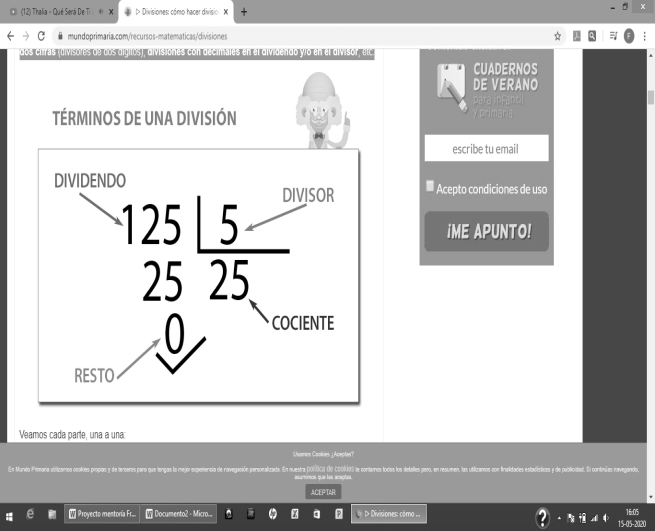 (12) Thalia - Qué Será De Ti
▷ Divisiones: cómo hacer divisio
mundoprimaria.com/recursos-matematicas/divisiones
dos cifras (divisores de dos dígitos), divisiones con decimales en el dividendo y/o en el divisor, etc.
TÉRMINOS DE UNA DIVISIÓN
DIVIDENDO
DIVISOR
125 5
25 25
COCIENTE
0
RESTO
Veamos cada parte, una a una:
CUADERNOS
DE VERANO
para infantil
y primaria
escribe tu email
Acepto condiciones de uso
¡ME APUNTO!
Usamos Cookies ¿Aceptas?
En Mundo Primaria utilizamos cookies propias y de terceros para que tengas la mejor experiencia de navegación personalizada. En nuestra política de cookies te contamos todos los detalles pero, en resumen, las utilizamos con finalidades estadísticas y de publicidad. Si continúas navegando,
asumimos que las aceptas.
ACEPTAR
Proyecto mentoría Fr...
Documento2 - Micro...
▷ Divisiones: cómo ...
16:05
15-05-2020